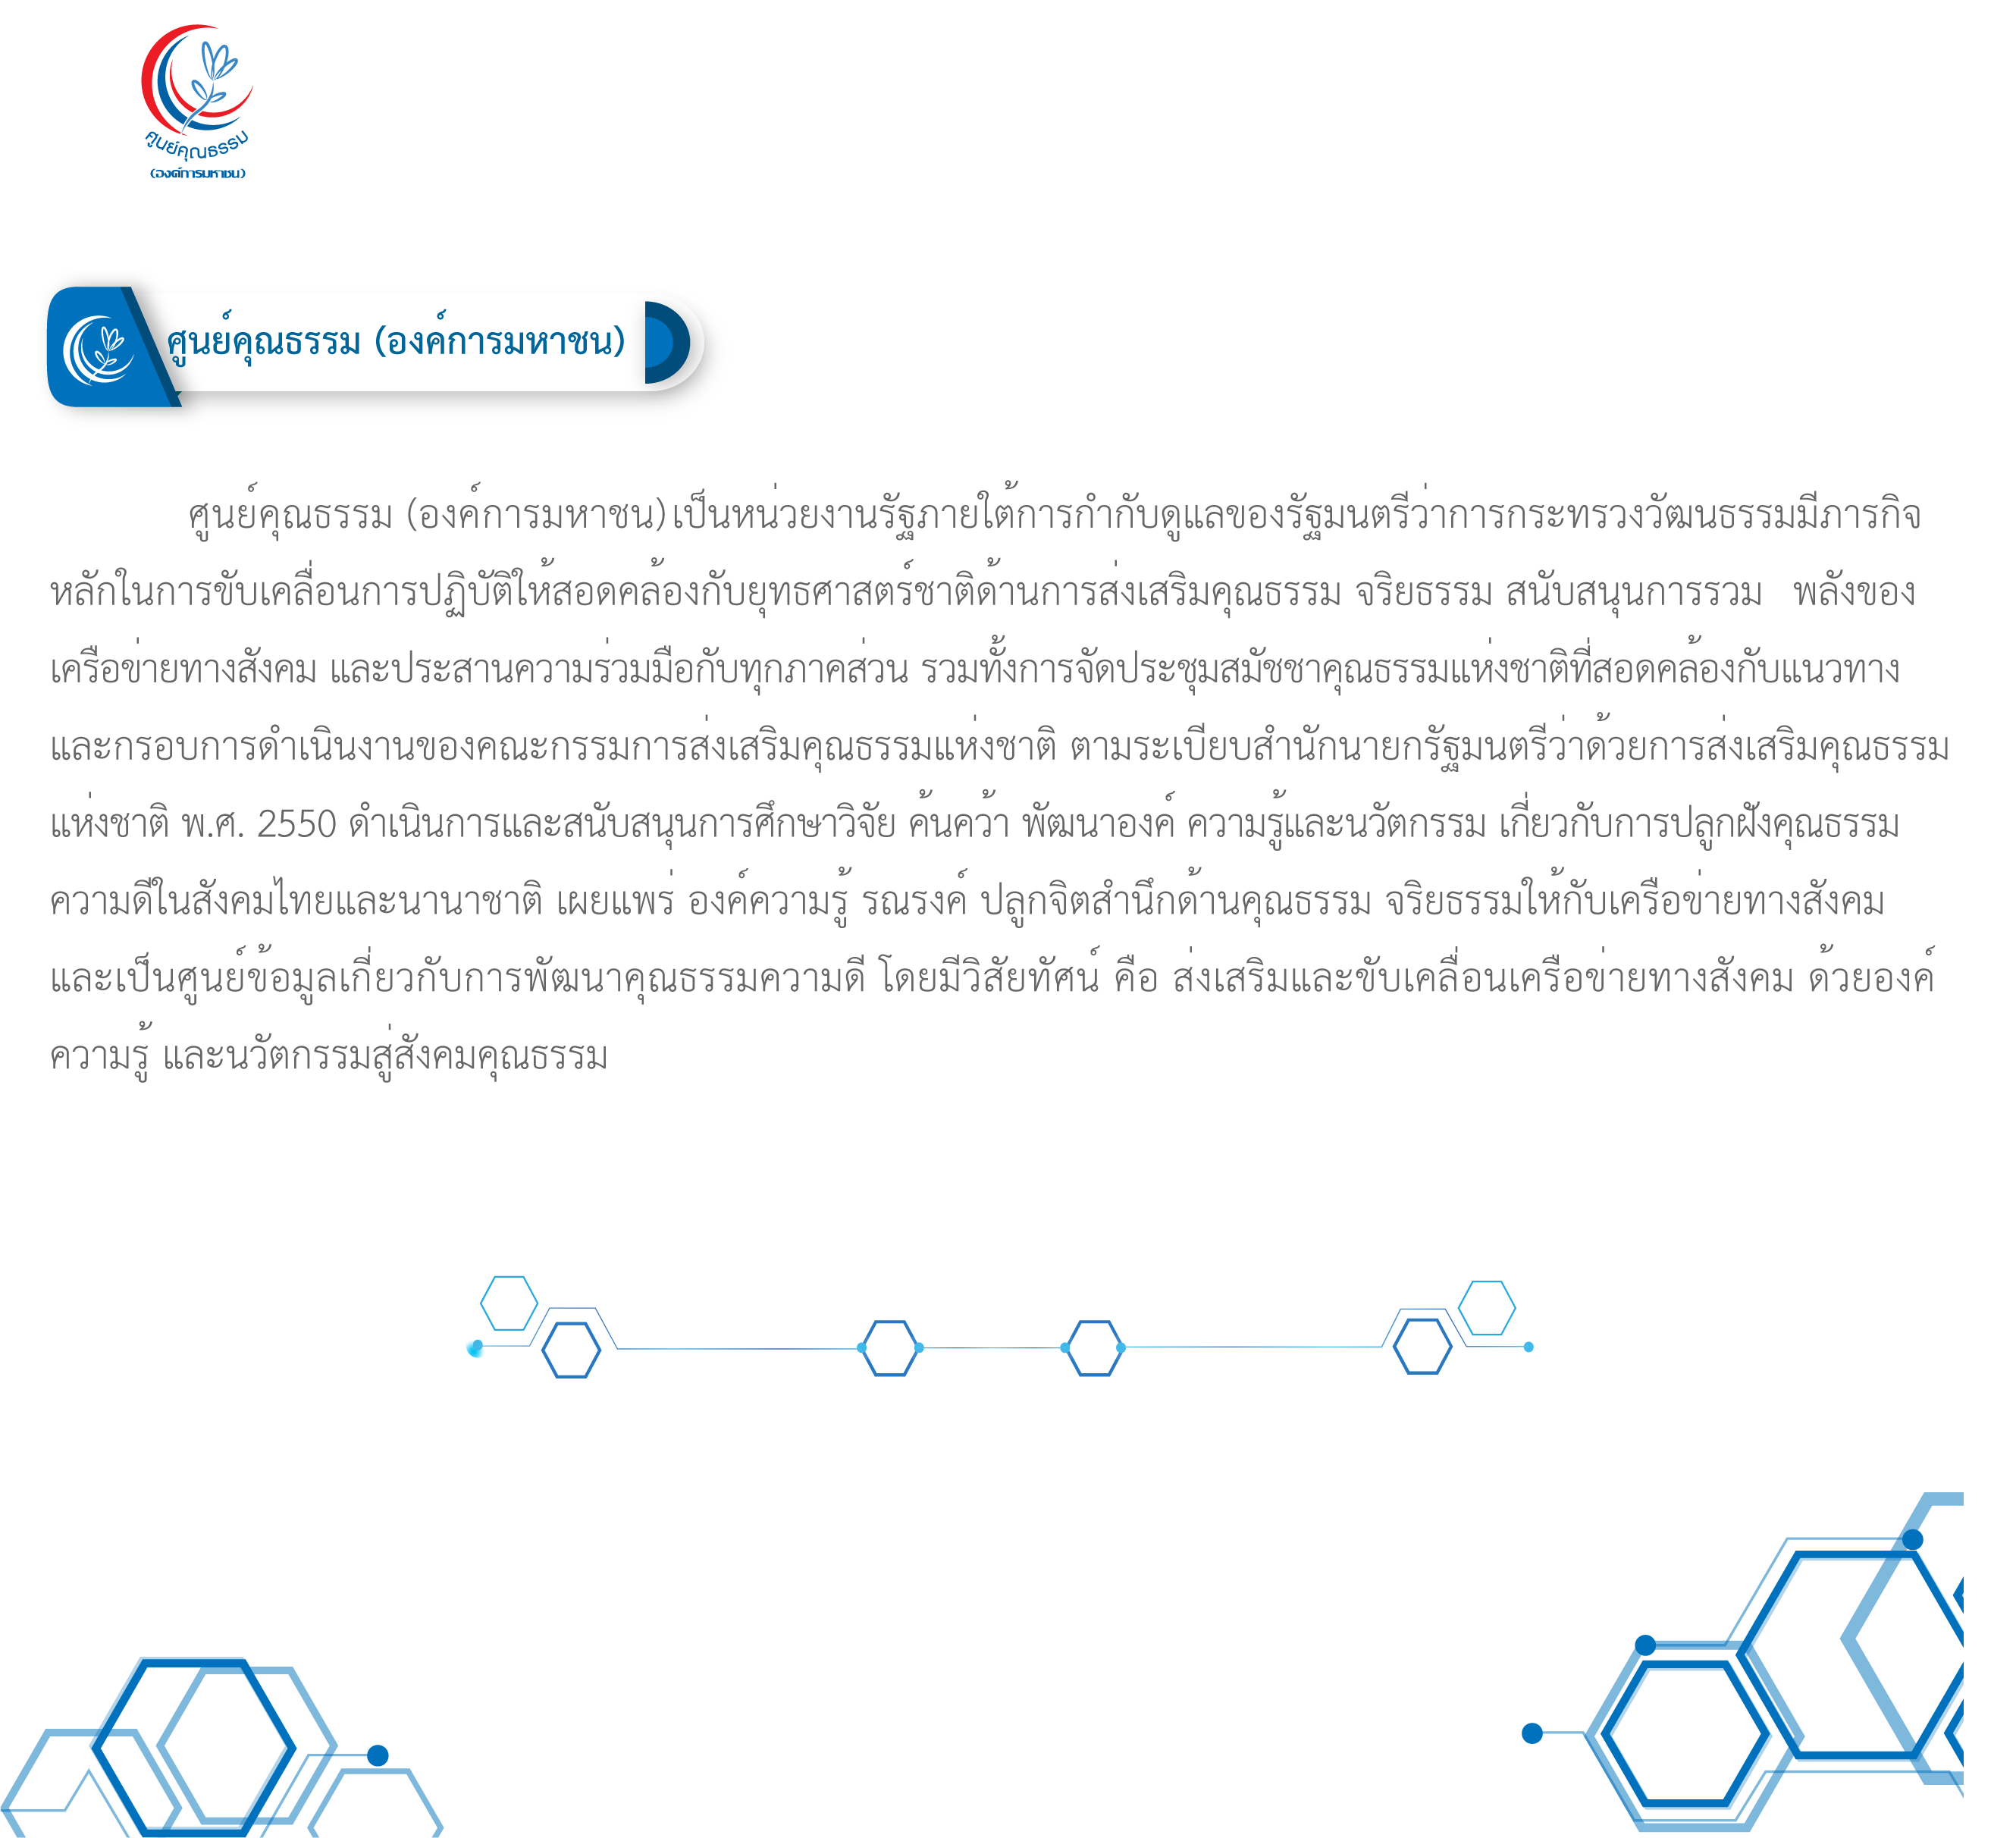 ศูนย์คุณธรรม
(องค์การมหาชน)
ศูนย์คุณธรรม (องค์การมหาชน)
ศูนย์คุณธรรม (องค์การมหาชน) เป็นหน่วยงานรัฐภายใต้การกำกับดูแลของรัฐมนตรีว่าการกระทรวงวัฒนธรรมมีภารกิจ
หลักในการขับเคลื่อนการปฏิบัติให้สอดคล้องกับยุทธศาสตร์ชาติด้านการส่งเสริมคุณธรรม จริยธรรม สนับสนุนการรวม พลังของ
เครือข่ายทางสังคม และประสานความร่วมมือกับทุกภาคส่วน รวมทั้งการจัดประชุมสมัชชาคุณธรรมแห่งชาติที่สอดคล้องกับแนวทาง
และกรอบการดำเนินงานของคณะกรรมการส่งเสริมคุณธรรมแห่งชาติ ตามระเบียบสำนักนายกรัฐมนตรีว่าด้วยการส่งเสริมคุณธรรม
แห่งชาติ พ.ศ. 2550 ดำเนินการและสนับสนุนการศึกษาวิจัย ค้นคว้า พัฒนาองค์ ความรู้และนวัตกรรม เกี่ยวกับการปลูกฝังคุณธรรม
ความดีในสังคมไทยและนานาชาติ เผยแพร่ องค์ความรู้ รณรงค์ ปลูกจิตสำนึกด้านคุณธรรม จริยธรรมให้กับเครือข่ายทางสังคม
และเป็นศูนย์ข้อมูลเกี่ยวกับการพัฒนาคุณธรรมความดี โดยมีวิสัยทัศน์ คือ ส่งเสริมและขับเคลื่อนเครือข่ายทางสังคม ด้วยองค์
ความรู้ และนวัตกรรมสู่สังคมคุณธรรม